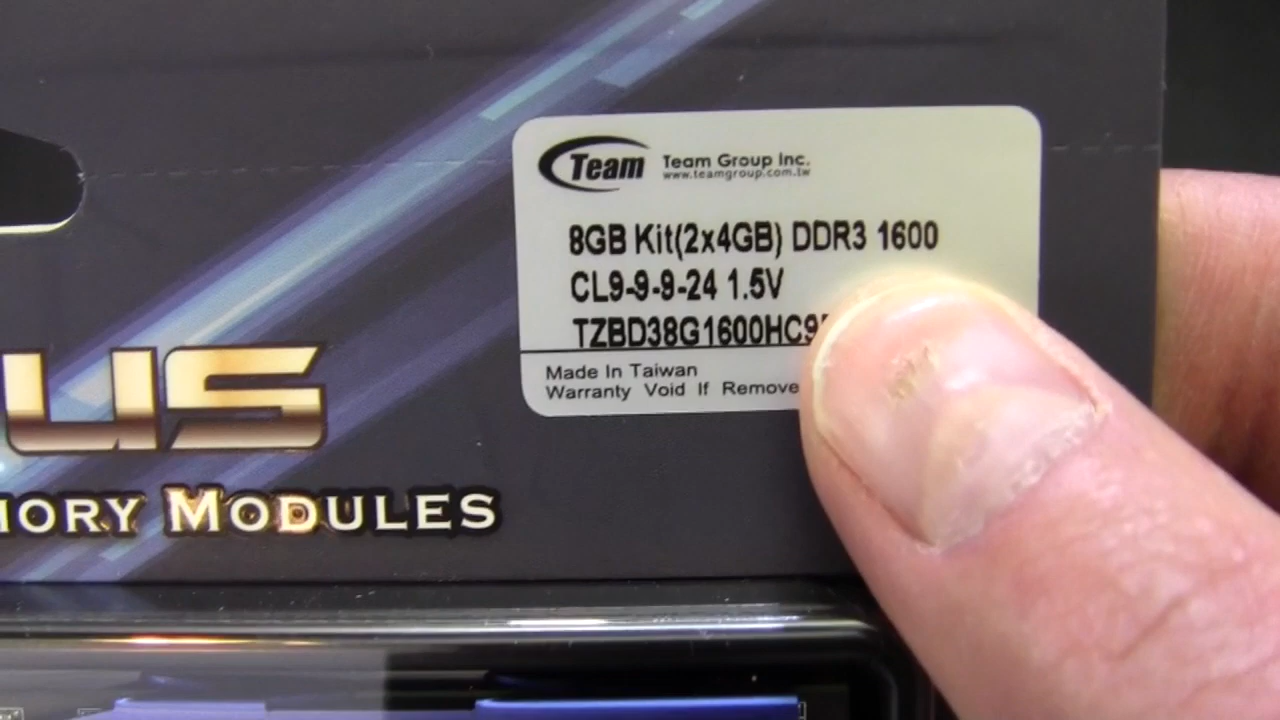 Team Team Group Inc.
www.teamgroup.com.tw
8GB Kit(2x4GB) DDR3 1600
CL9-9-9-24 1.5V
TZBD38G1600HC9
Made In Taiwan
Warranty Void If Remove
US
MORY MODULES